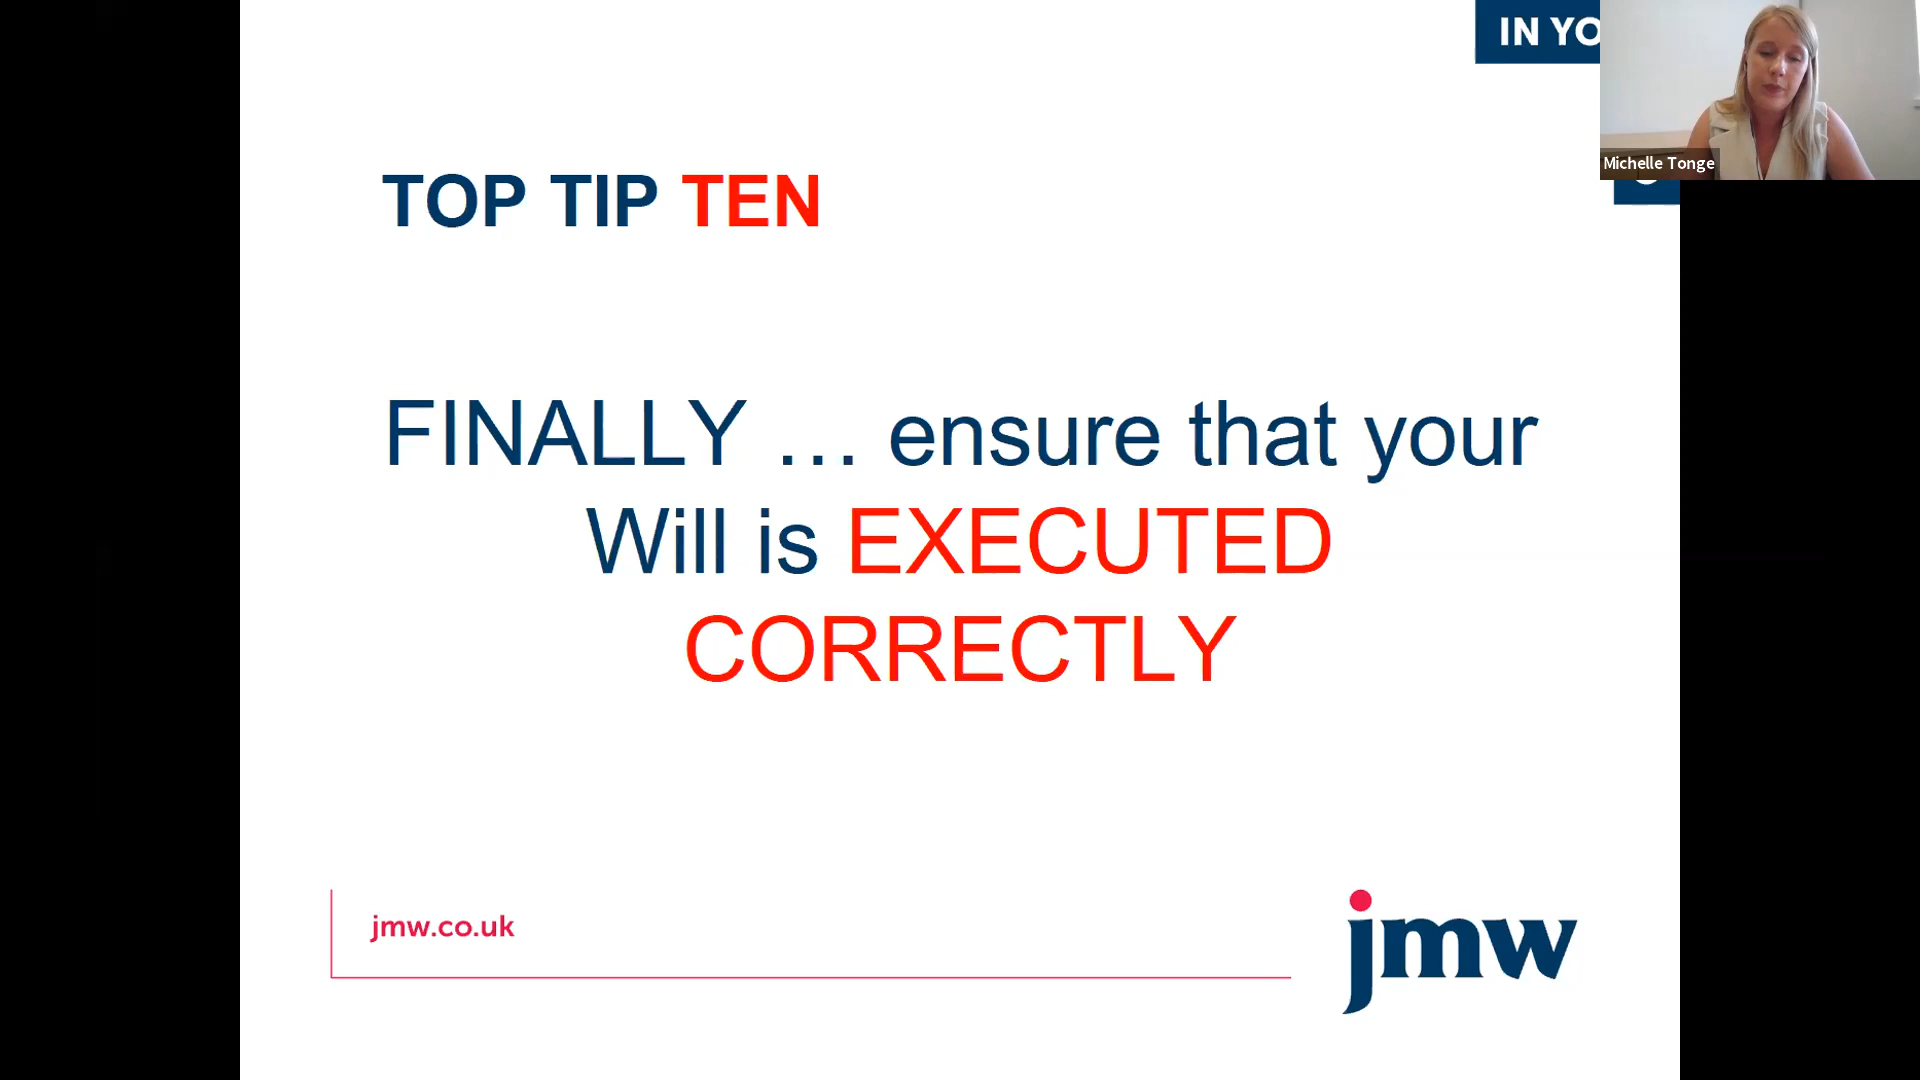 IN YO
Michelle Tonge
TOP TIP TEN
FINALLY ... ensure that your
Will is EXECUTED
CORRECTLY
jmw.co.uk
jmw